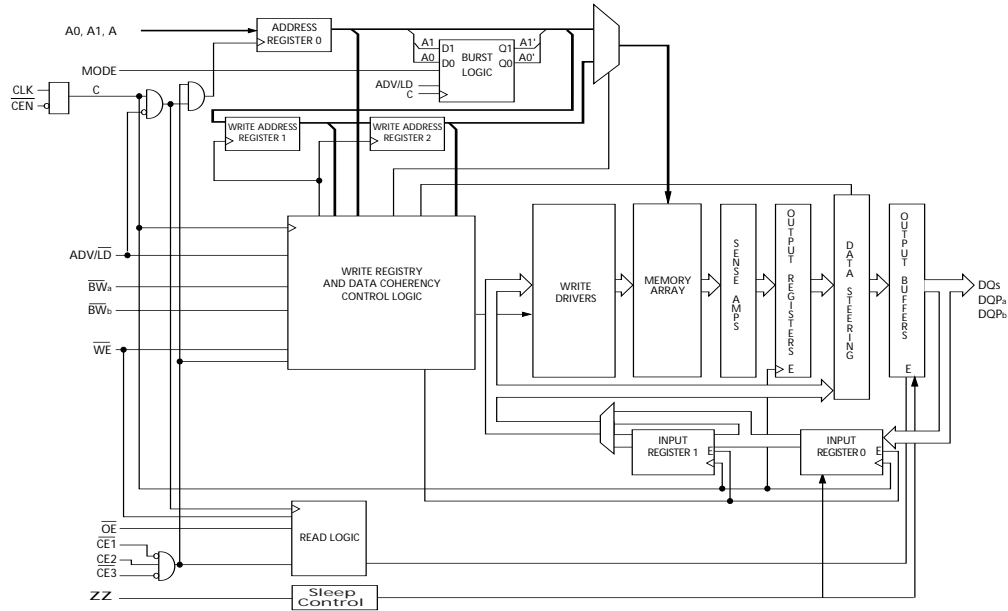 ADDRESS
REGISTER 0
A0, A1, A
A1
A0
D1
D0
BURST
LOGIC
Q1
Q0
A1'
A0'
MODE
ADV/LD
C
CLK
CEN
C
WRITE ADDRESS
REGISTER 1
WRITE ADDRESS
REGISTER 2
ADV/LD
BWa
BWb
WE
WRITE REGISTRY
AND DATA COHERENCY
CONTROL LOGIC
WRITE
DRIVERS
MEMORY
ARRAY
SENSE AMPS
OUTPUT REGISTERS
E
DATA STEERING
OUTPUT BUFFERS
E
DQs
DQPa
DQPb
INPUT
REGISTER 1
E
INPUT
REGISTER 0
E
OE
CE1
CE2
CE3
READ LOGIC
ZZ
Sleep
Control